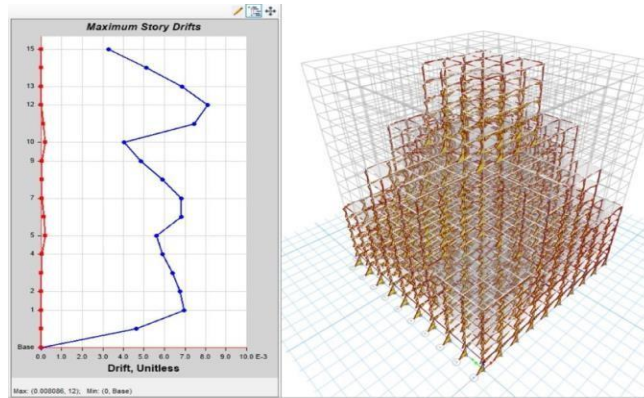 Maximum Story Drifts
15
13
12
10
9
7
5
4
1
Base
0.0 1.0 2.0 3.0 4.0 5.0 6.0 7.0 8.0 9.0 10.0 E-3
Drift, Unitless
Max: (0.008086, 12); Min: (0, Base)